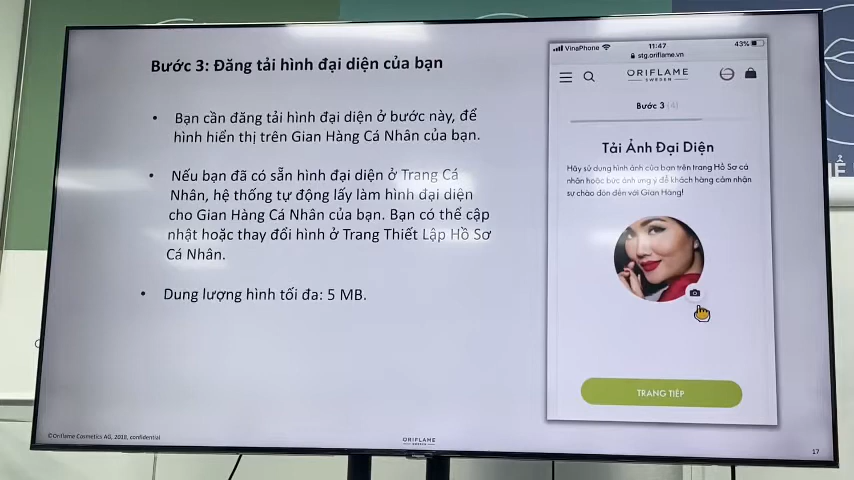 Bước 3: Đăng tải hình đại diện của bạn
• Bạn cần đăng tải hình đại diện ở bước này, để
hình hiển thị trên Gian Hàng Cá Nhân của bạn.
• Nếu bạn đã có sẵn hình đại diện ở Trang Cá
Nhân, hệ thống tự động lấy làm hình đại diện
cho Gian Hàng Cá Nhân của bạn. Bạn có thể cập
nhật hoặc thay đổi hình ở Trang Thiết Lập Hồ Sơ
Cá Nhân.
• Dung lượng hình tối đa: 5 MB.
©Oriflame Cosmetics AG, 2018, confidential
ORIFLAME
SWEDEN
17
VinaPhone 11:47 43%
stg.oriflame.vn
ORIFLAME
SWEDEN
Bước 3 (4)
Tải Ảnh Đại Diện
Hãy sử dụng hình ảnh của bạn trên trang Hồ Sơ cá
nhân hoặc bức ảnh ưng ý để khách hàng cảm nhận
sự chào đón đến với Gian Hàng!
TRANG TIẾP